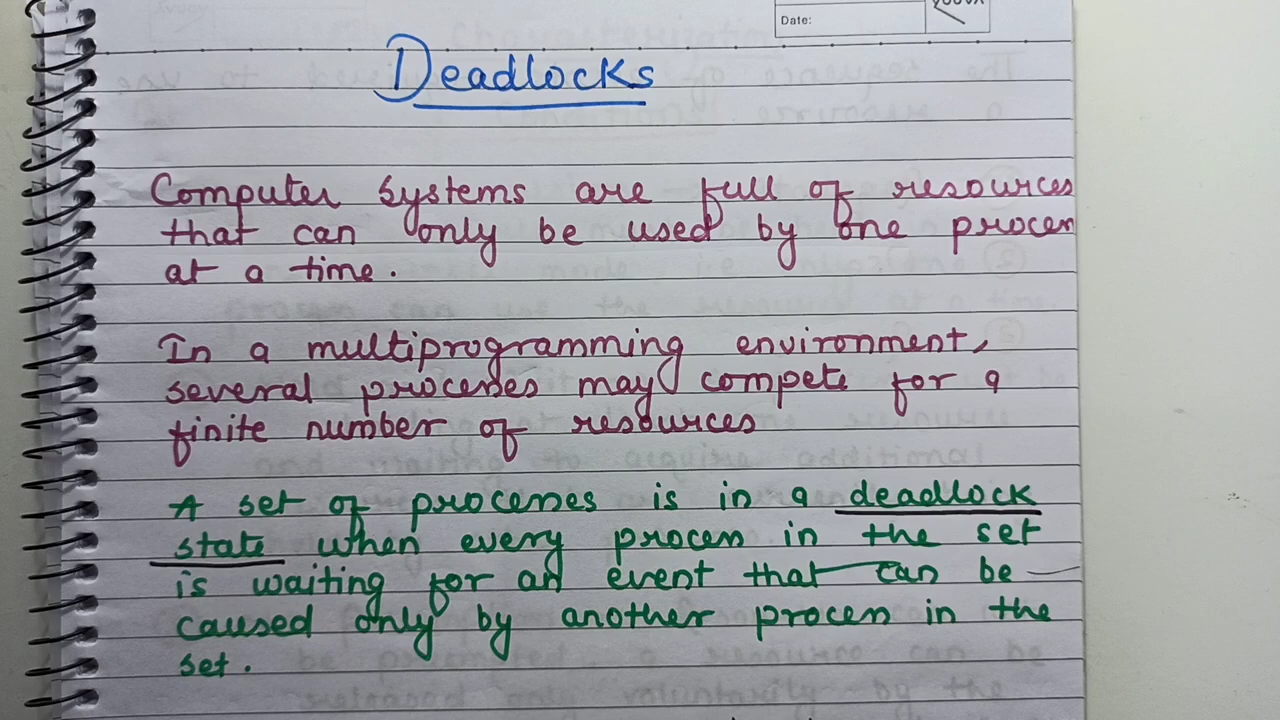 Date:
Deadlocks
Computer systems are full of resources
that can only be used by one process
at a time.
In a multiprogramming environment,
several processes may compete for a
finite number of resources
A set of processes is in a deadlock
state when every process in the set
is waiting for an event that can be
caused only by another process in the
set.